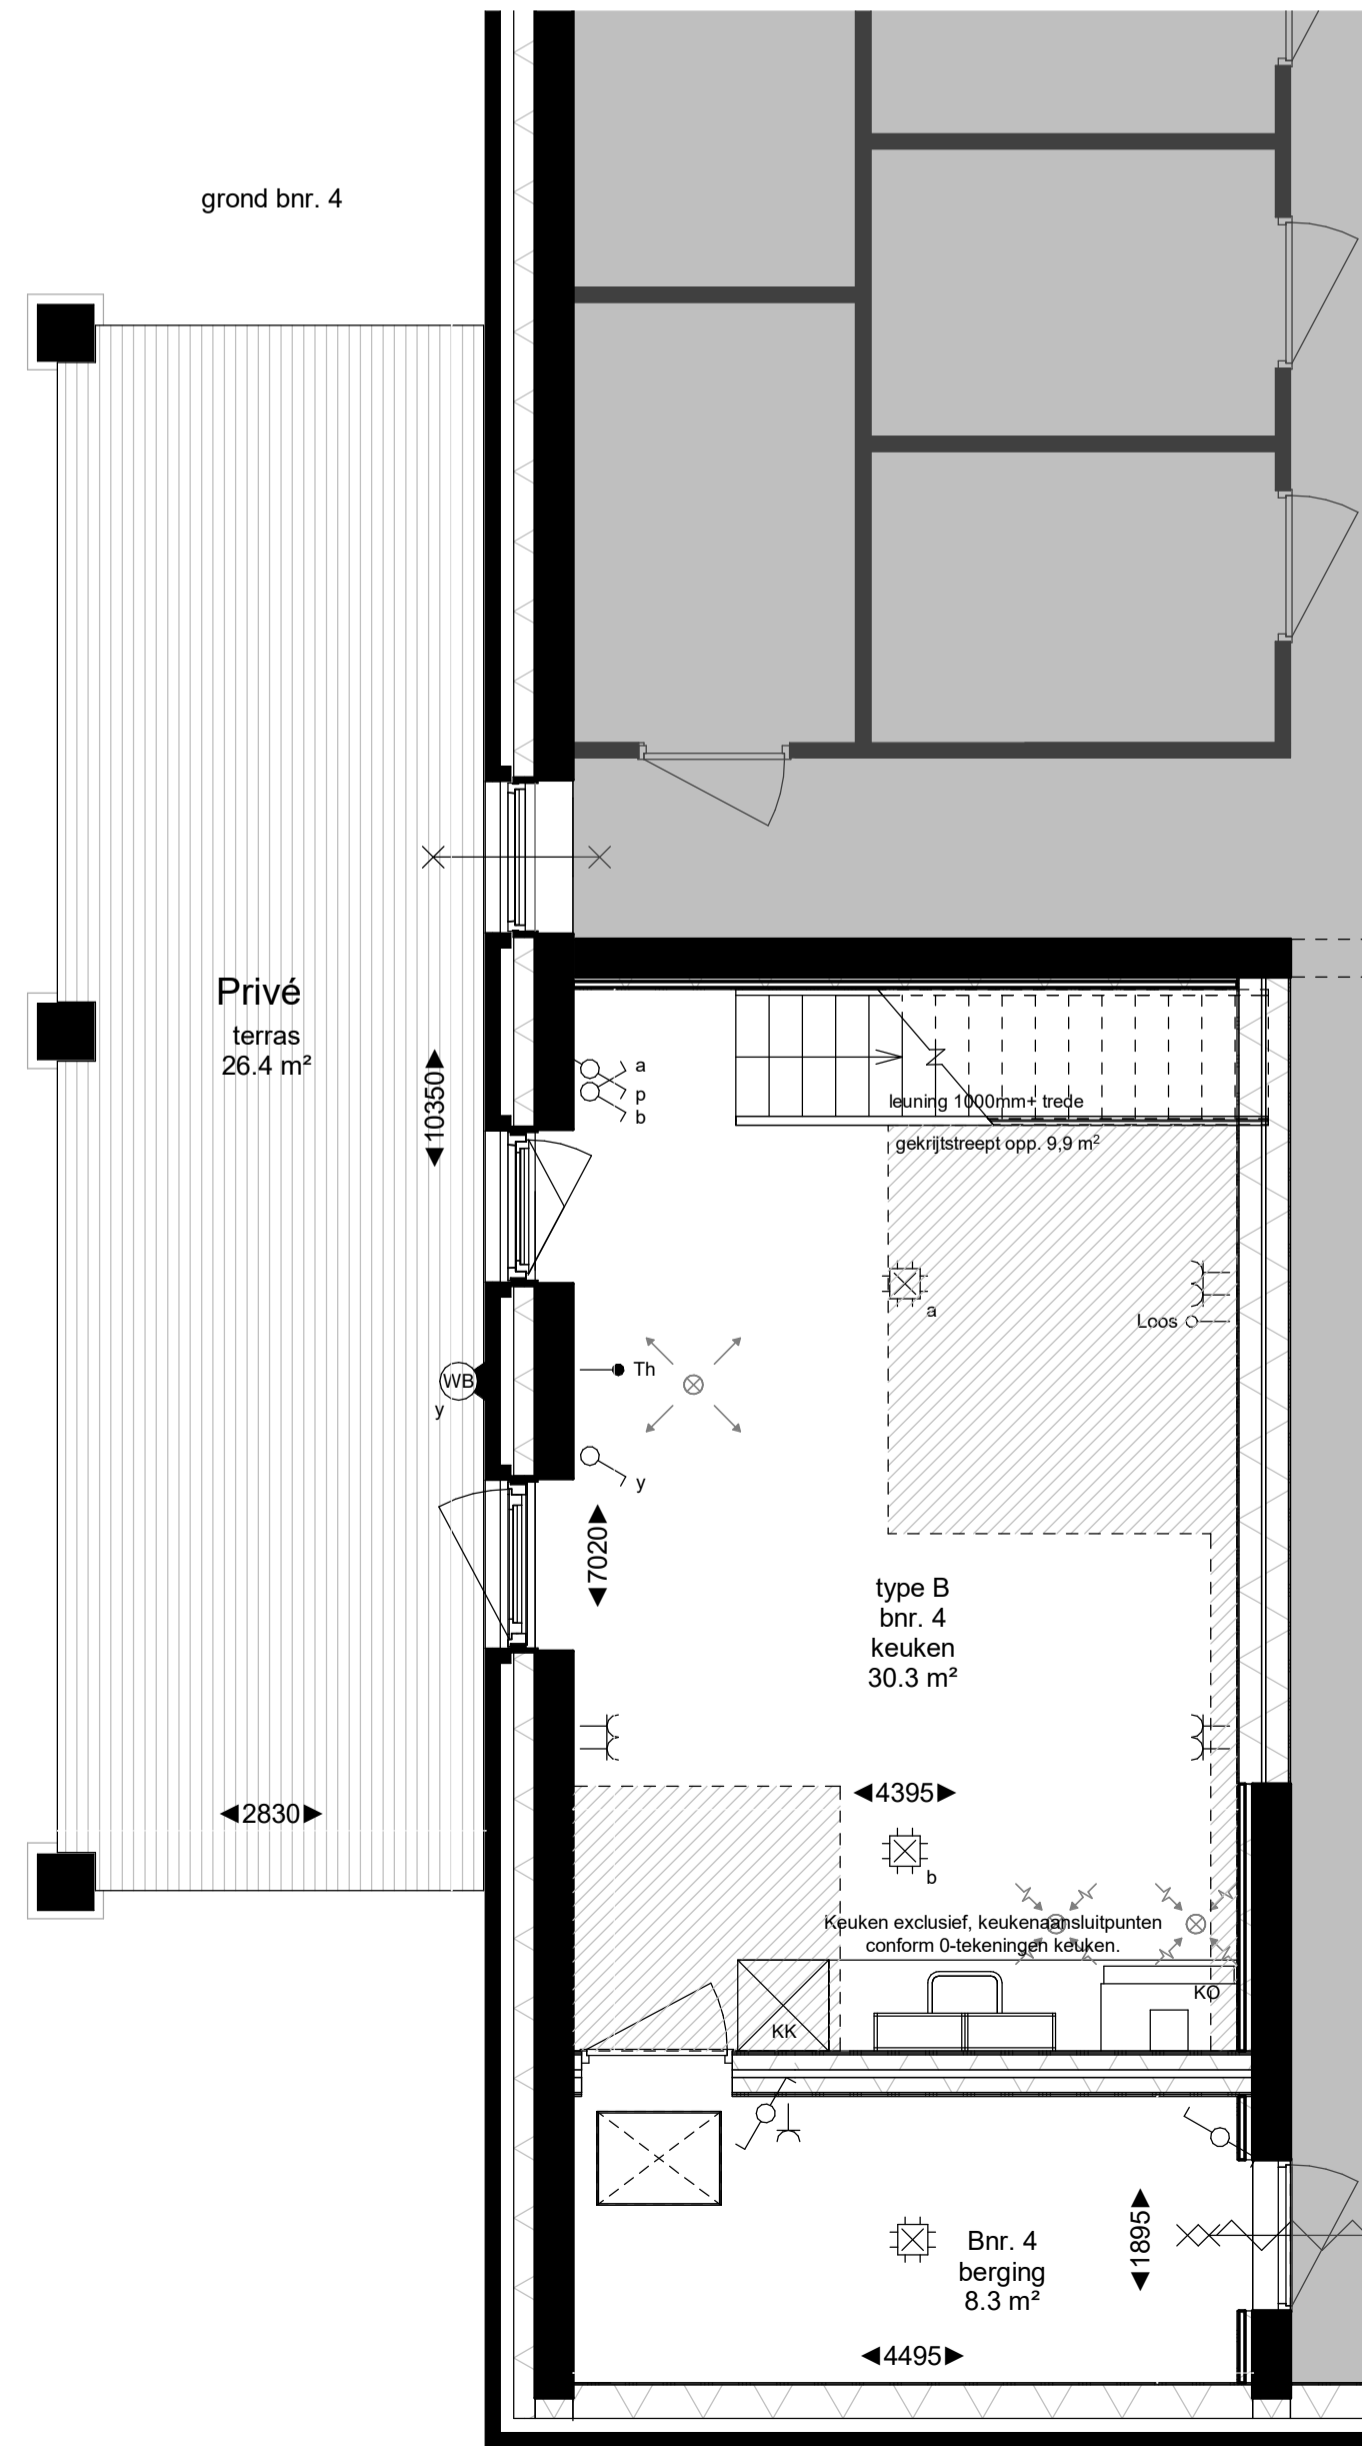 grond bnr. 4
Privé
terras
26.4 m²
10350
a
p
b
leuning 1000mm+ trede
gekrijtstreept opp. 9,9 m²
a
Loos
Th
WB
y
y
7020
type B
bnr. 4
keuken
30.3 m²
2830
4395
b
Keuken exclusief, keukenaansluitpunten
conform 0-tekeningen keuken.
KO
KK
1895
Bnr. 4
berging
8.3 m²
4495